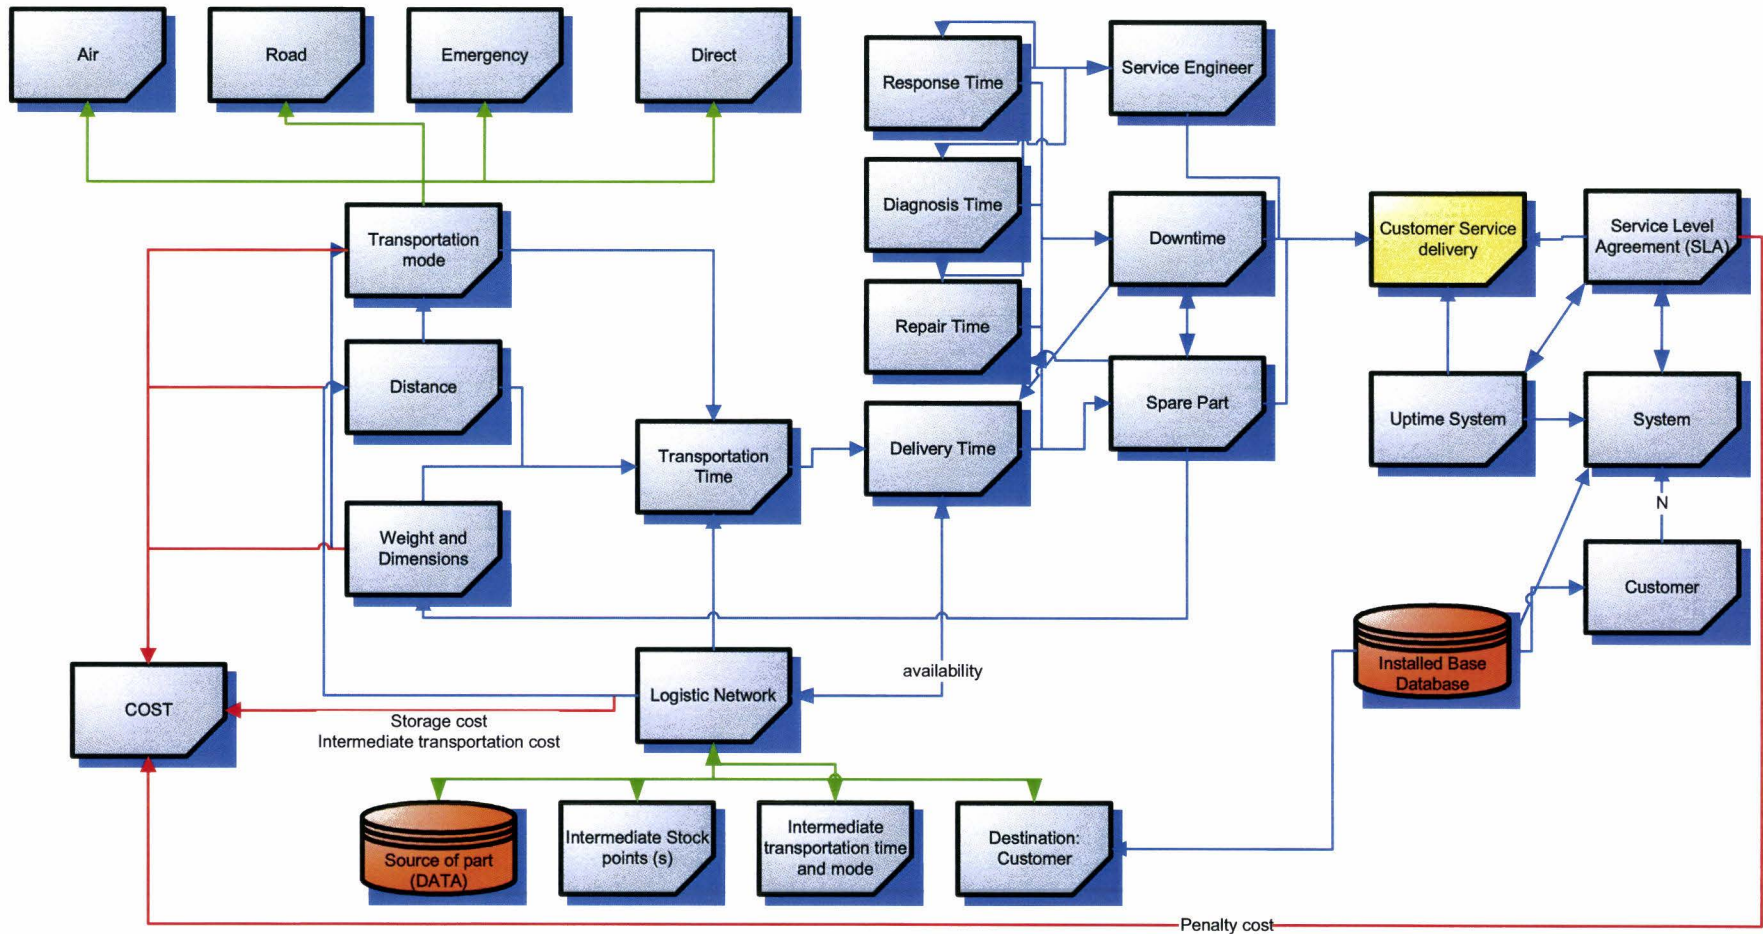 Air
Road
Emergency
Direct
Response Time
Service Engineer
Diagnosis Time
Transportation
mode
Downtime
Customer Service
delivery
Service Level
Agreement (SLA)
Repair Time
Distance
Spare Part
Uptime System
System
Transportation
Time
Delivery Time
N
Weight and
Dimensions
Customer
availability
Installed Base
Database
Logistic Network
COST
Storage cost
Intermediate transportation cost
Source of part
(DATA)
Intermediate Stock
points (s)
Intermediate
transportation time
and mode
Destination:
Customer
Penalty cost